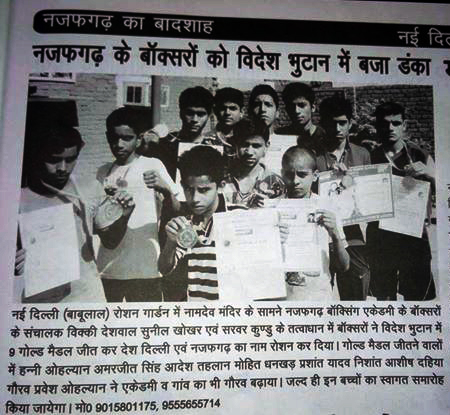 नजफगढ़ का बादशाह
नई दिल
नजफगढ़ के बॉक्सरों को विदेश भुंटान में बजा डंका
नई दिल्ली (बाबूलाल) रोशन गार्डन में नामदेव मंदिर के सामने नजफगढ़ बॉक्सिंग एकेडमी के बॉक्सरों
के संचालक विक्की देशवाल सुनील खोखर एवं सरवर कुण्डु के तत्वाधान में बॉक्सरों ने विदेश भुंटान में
9 गोल्ड मैडल जीत कर देश दिल्ली एवं नजफगढ़ का नाम रोशन कर दिया। गोल्ड मैडल जीतने वालों
में हन्नी ओहल्यान अमरजीत सिंह आदेश तहलान मोहित धनखड़ प्रशांत यादव निशांत आशीष दहिया
गौरव प्रवेश ओहल्यान ने एकेडमी व गांव का भी गौरव बढ़ाया। जल्द ही इन बच्चों का स्वागत समारोह
किया जायेगा। मो0 9015801175, 9555655714